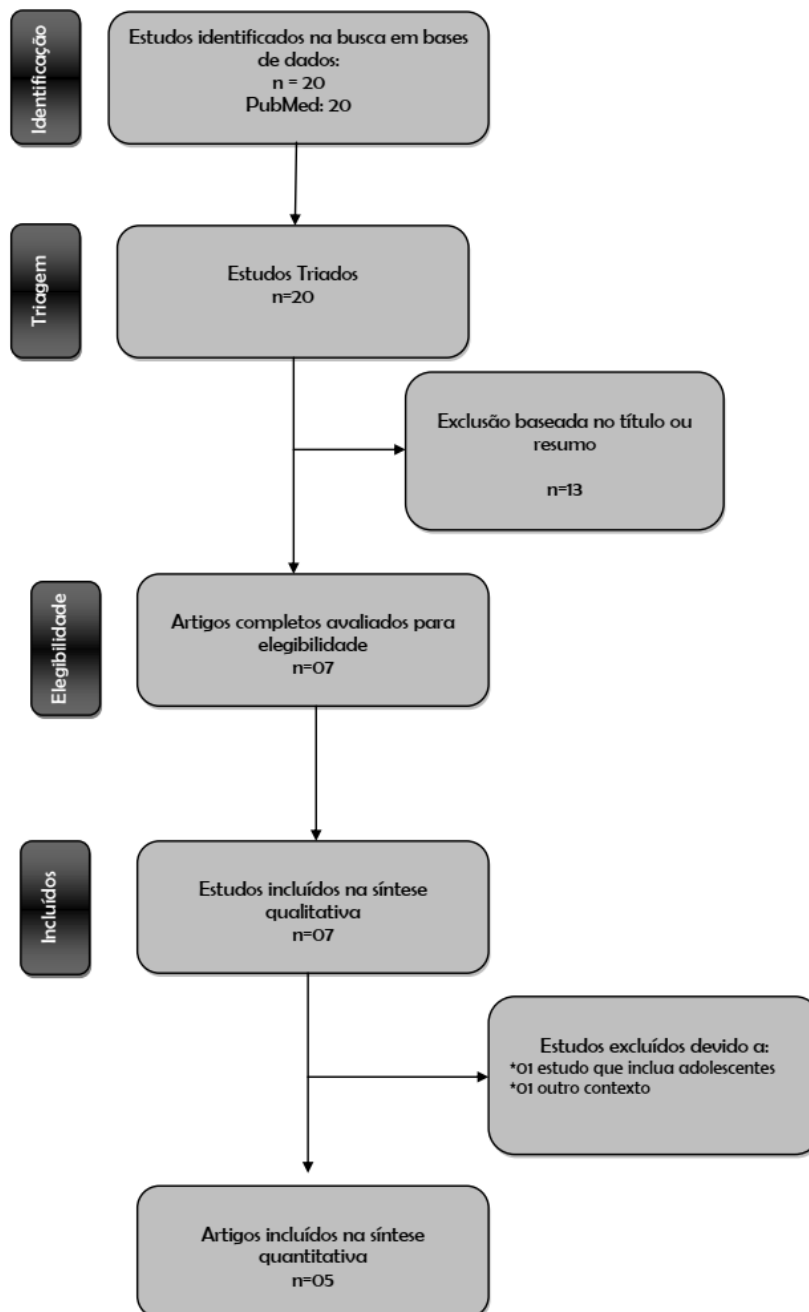 Identificação
Estudos identificados na busca em bases
de dados:
n = 20
PubMed: 20
Triagem
Estudos Triados
n=20
Exclusão baseada no título ou
resumo
n=13
Elegibilidade
Artigos completos avaliados para
elegibilidade
n=07
Incluídos
Estudos incluídos na síntese
qualitativa
n=07
Estudos excluídos devido a:
*01 estudo que inclua adolescentes
*01 outro contexto
Artigos incluídos na síntese
quantitativa
n=05